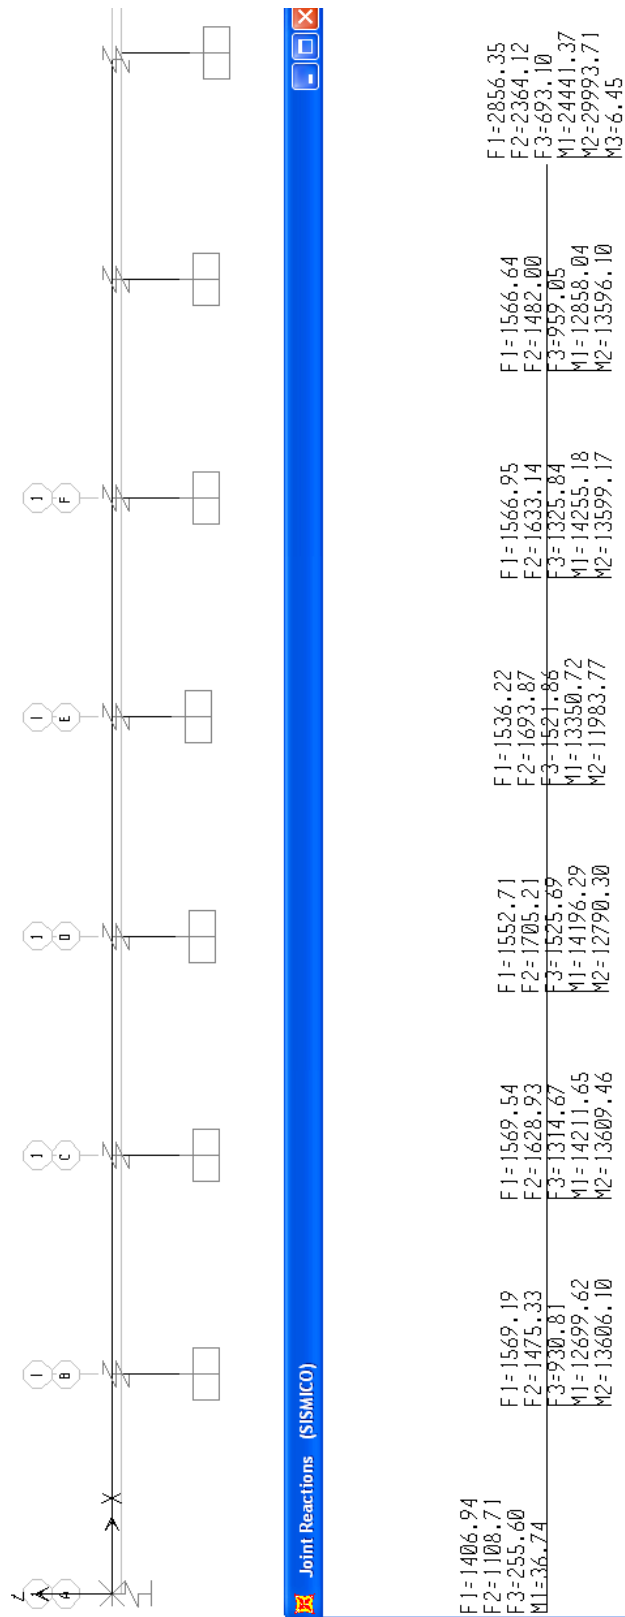 Z
A
X
1
B
1
C
1
D
1
E
1
F
Joint Reactions (SISMICO)
F1=1406.94
F2=1108.71
F3=255.60
M1=36.74
F1=1569.19
F2=1475.33
F3=930.81
M1=12699.62
M2=13606.10
F1=1569.54
F2=1628.93
F3=1314.67
M1=14211.65
M2=13609.46
F1=1552.71
F2=1705.21
F3=1525.69
M1=14196.29
M2=12790.30
F1=1536.22
F2=1693.87
F3=1521.86
M1=13350.72
M2=11983.77
F1=1566.95
F2=1633.14
F3=1325.84
M1=14255.18
M2=13599.17
F1=1566.64
F2=1482.00
F3=959.05
M1=12858.04
M2=13596.10
F1=2856.35
F2=2364.12
F3=693.10
M1=24441.37
M2=29993.71
M3=6.45